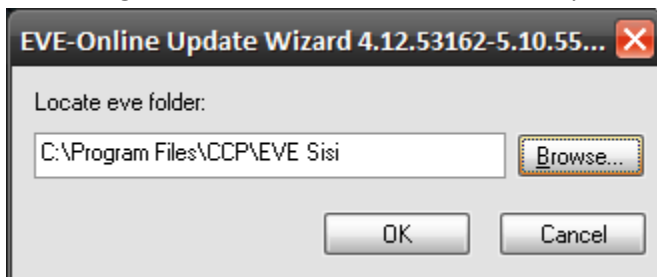 EVE-Online Update Wizard 4.12.53162-5.10.55...
Locate eve folder:
C:\Program Files\CCP\EVE Sisi
Browse...
OK
Cancel